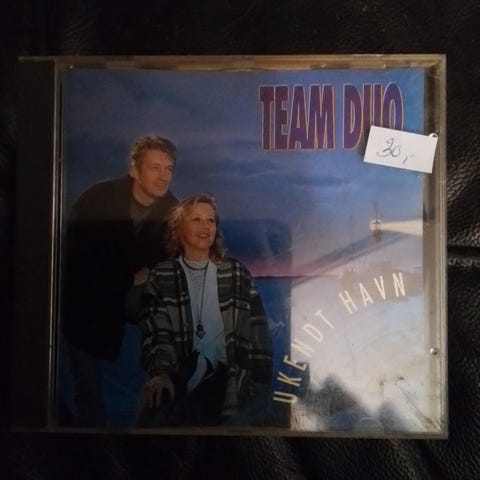 TEAM DUO
30,-
UKENDT HAVN